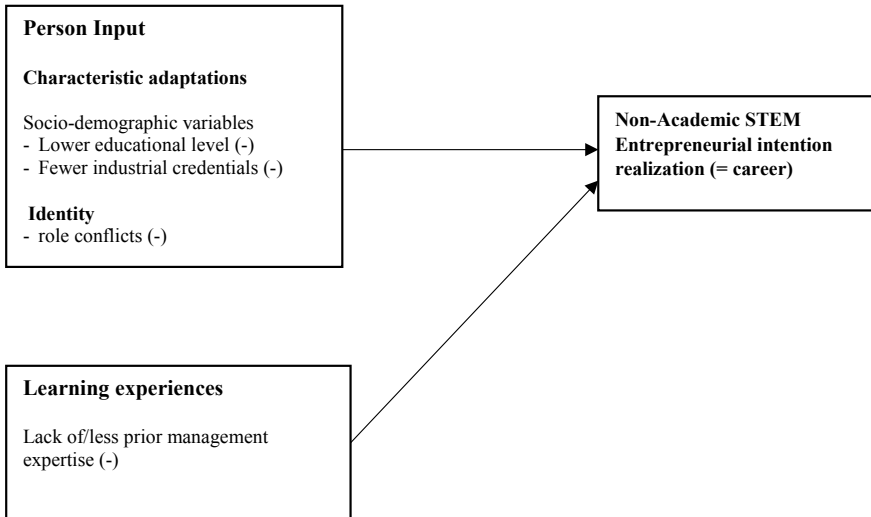 Person Input
Characteristic adaptations
Socio-demographic variables
- Lower educational level (-)
- Fewer industrial credentials (-)
Identity
- role conflicts (-)
Non-Academic STEM
Entrepreneurial intention
realization (= career)
Learning experiences
Lack of/less prior management
expertise (-)